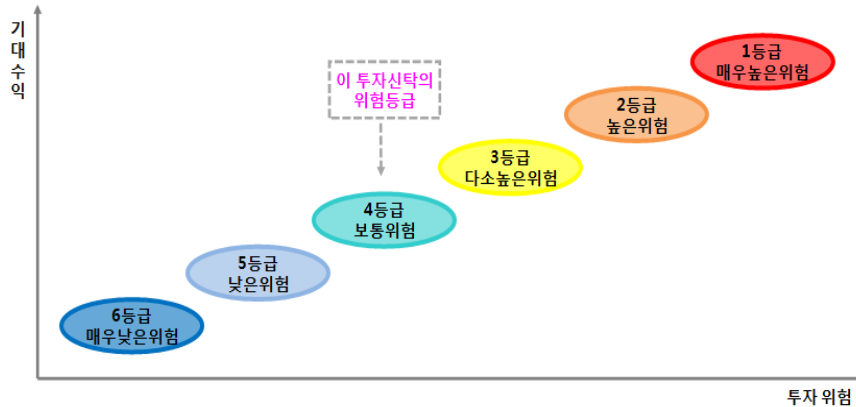 기
대
수
익
1등급
매우높은위험
이 투자신탁의
위험등급
2등급
높은위험
3등급
다소높은위험
4등급
보통위험
5등급
낮은위험
6등급
매우낮은위험
투자 위험